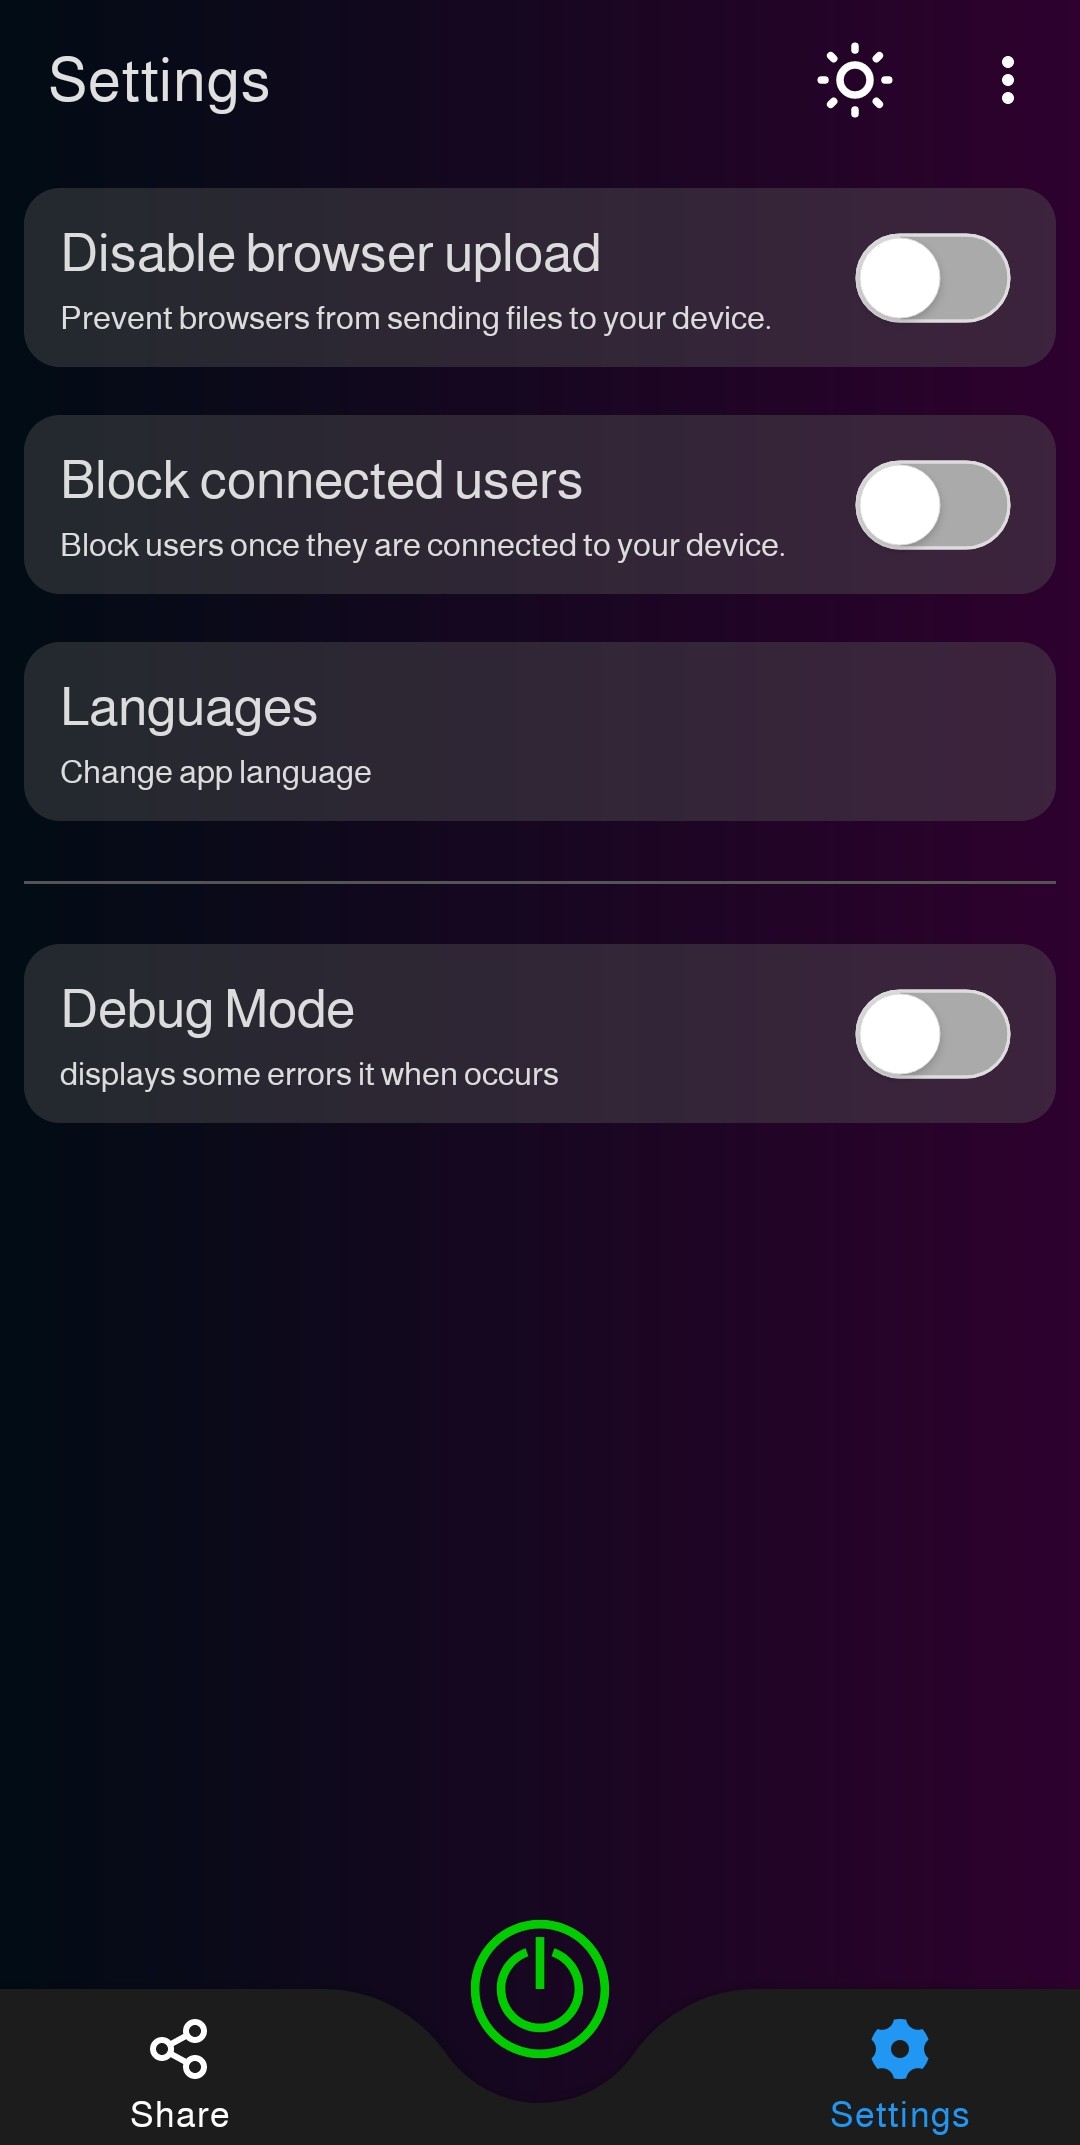 Settings
Disable browser upload
Prevent browsers from sending files to your device.
Block connected users
Block users once they are connected to your device.
Languages
Change app language
Debug Mode
displays some errors it when occurs
Share
Settings